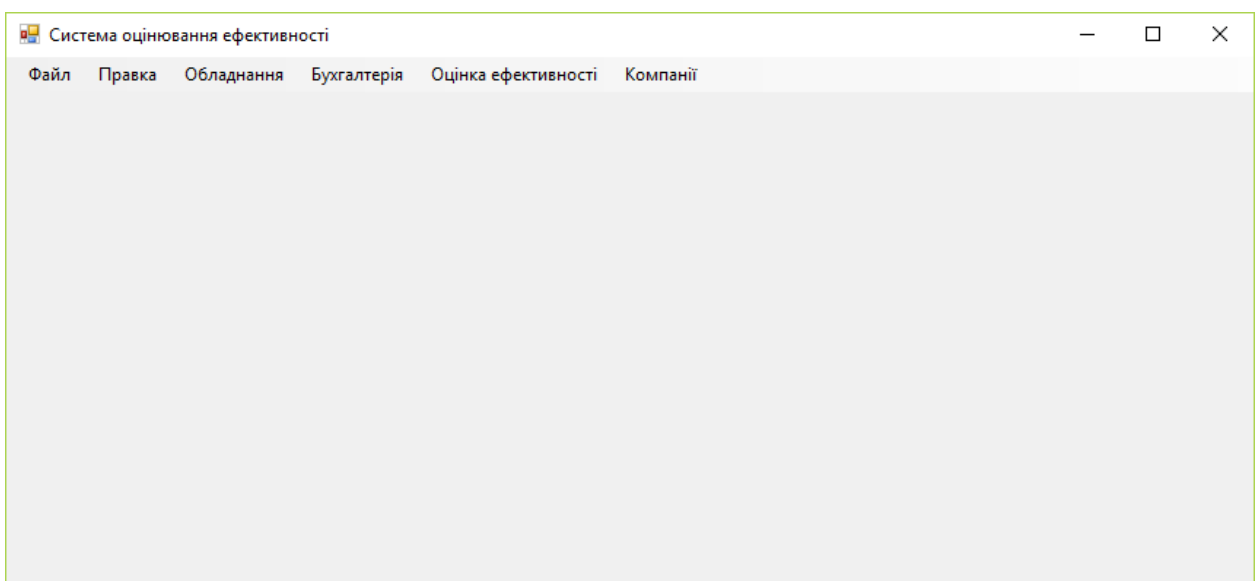 Система оцінювання ефективності
Файл Правка Обладнання Бухгалтерія Оцінка ефективності Компанії